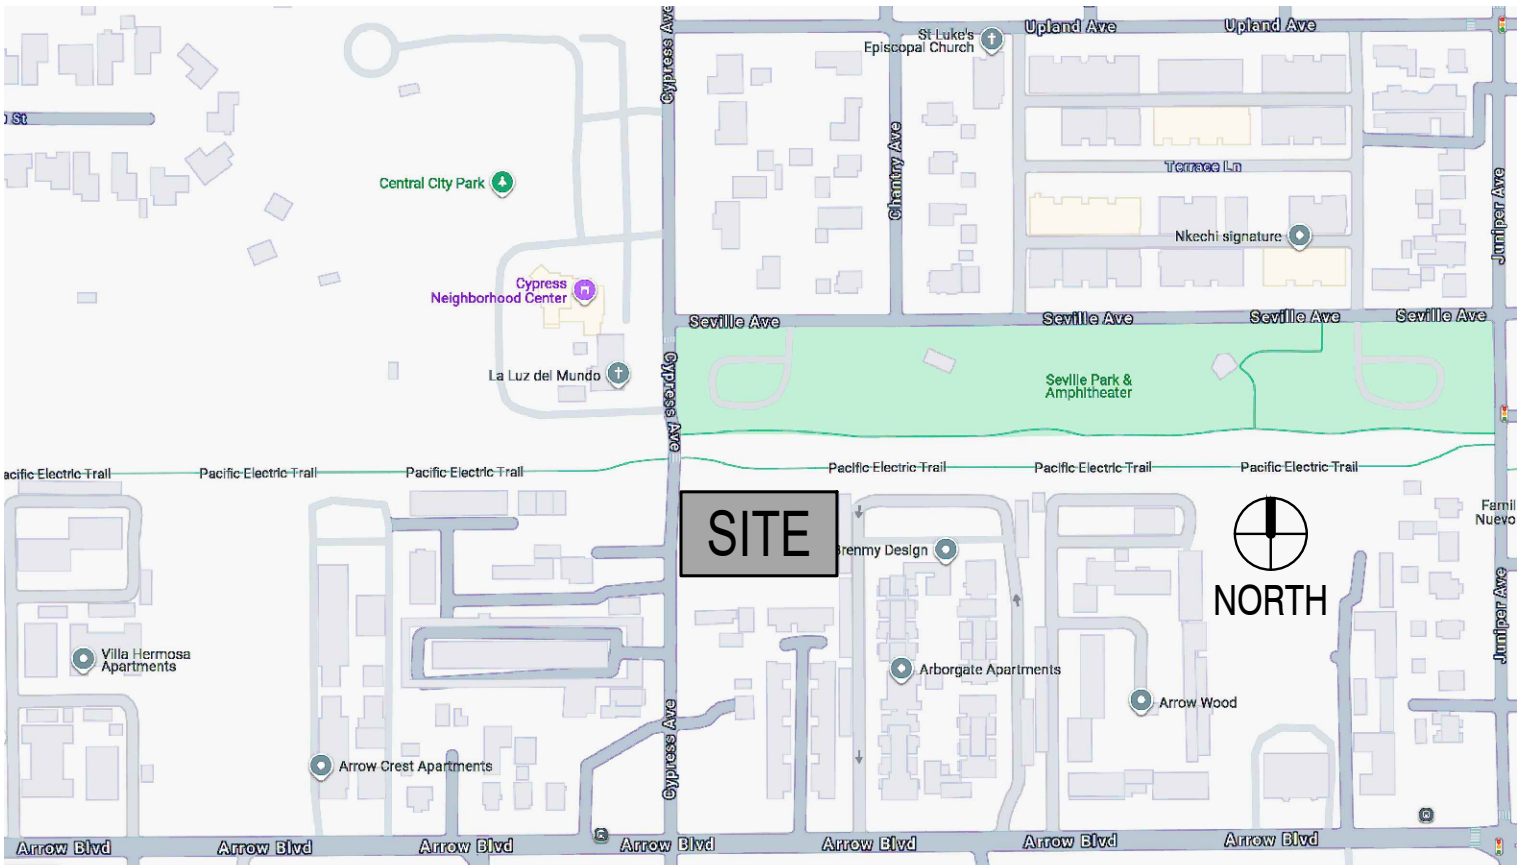 Cypress Ave
St Luke's
Episcopal Church
Upland Ave
Upland Ave
St
Chantry Ave
Central City Park
Terrace Ln
Juniper Ave
Nkechi signature
Cypress
Neighborhood Center
Seville Ave
Seville Ave
Seville Ave
Seville Ave
La Luz del Mundo
Cypress Ave
Seville Park &
Amphitheater
acific Electric Trail
Pacific Electric Trail
Pacific Electric Trail
Pacific Electric Trail
Pacific Electric Trail
Pacific Electric Trail
SITE
Famil
Nuevo
Brenmy Design
NORTH
Juniper Ave
Villa Hermosa
Apartments
Arborgate Apartments
Arrow Wood
Cypress Ave
Arrow Crest Apartments
Arrow Blvd
Arrow Blvd
Arrow Blvd
Arrow Blvd
Arrow Blvd
Arrow Blvd
Arrow Blvd